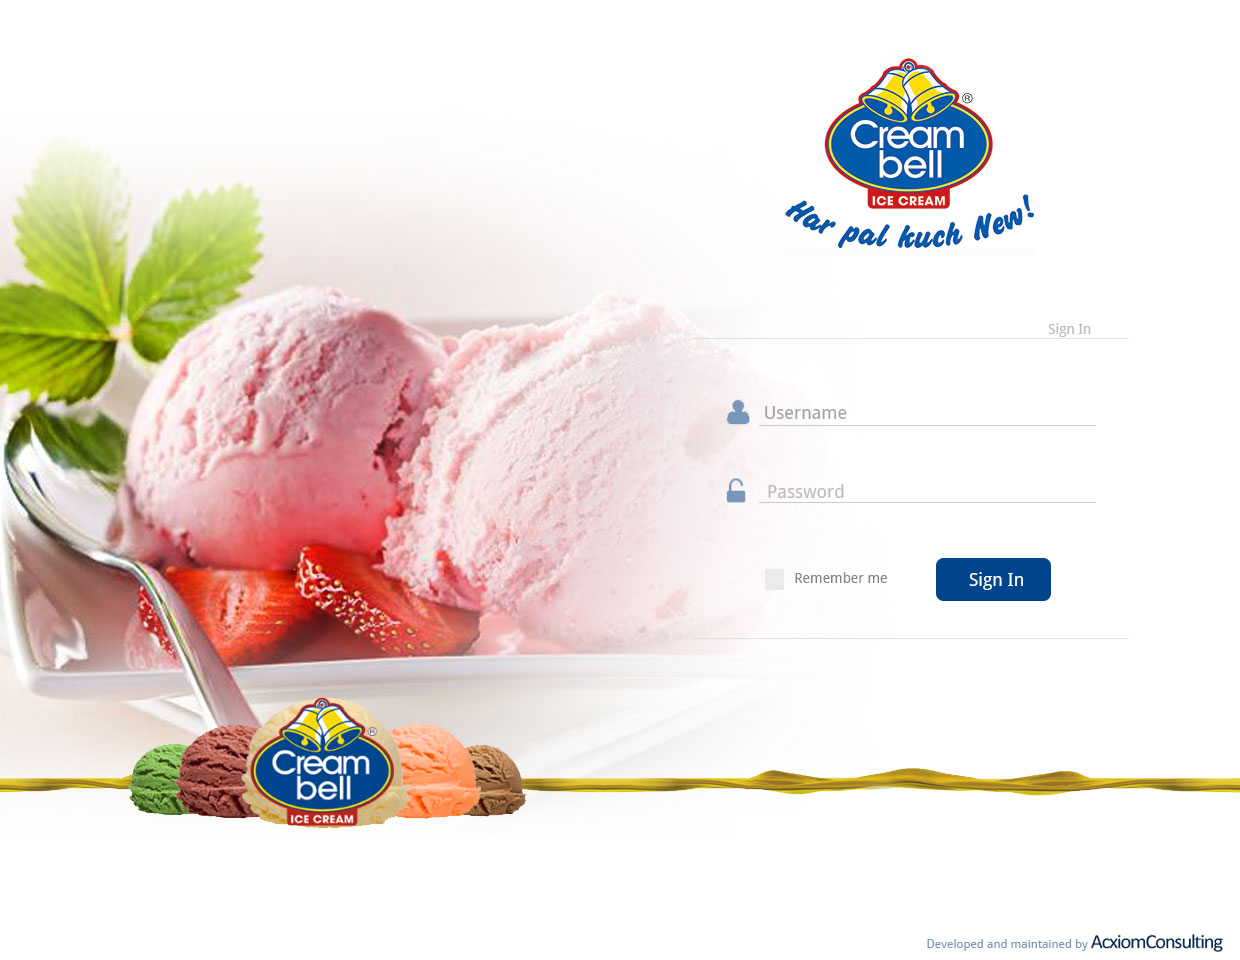 Cream
bell
®
ICE CREAM
Har pal kuch New!
Sign In
Username
Password
Remember me
Sign In
Cream
bell
®
ICE CREAM
Developed and maintained by AcxiomConsulting